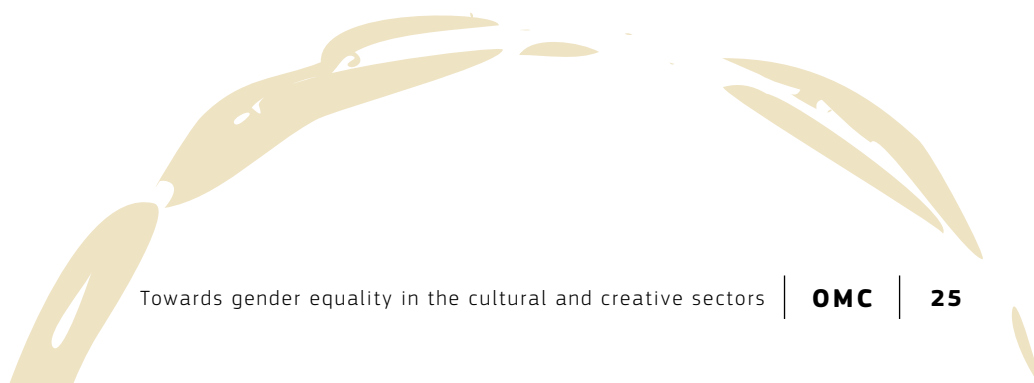 Towards gender equality in the cultural and creative sectors | OMC | 25